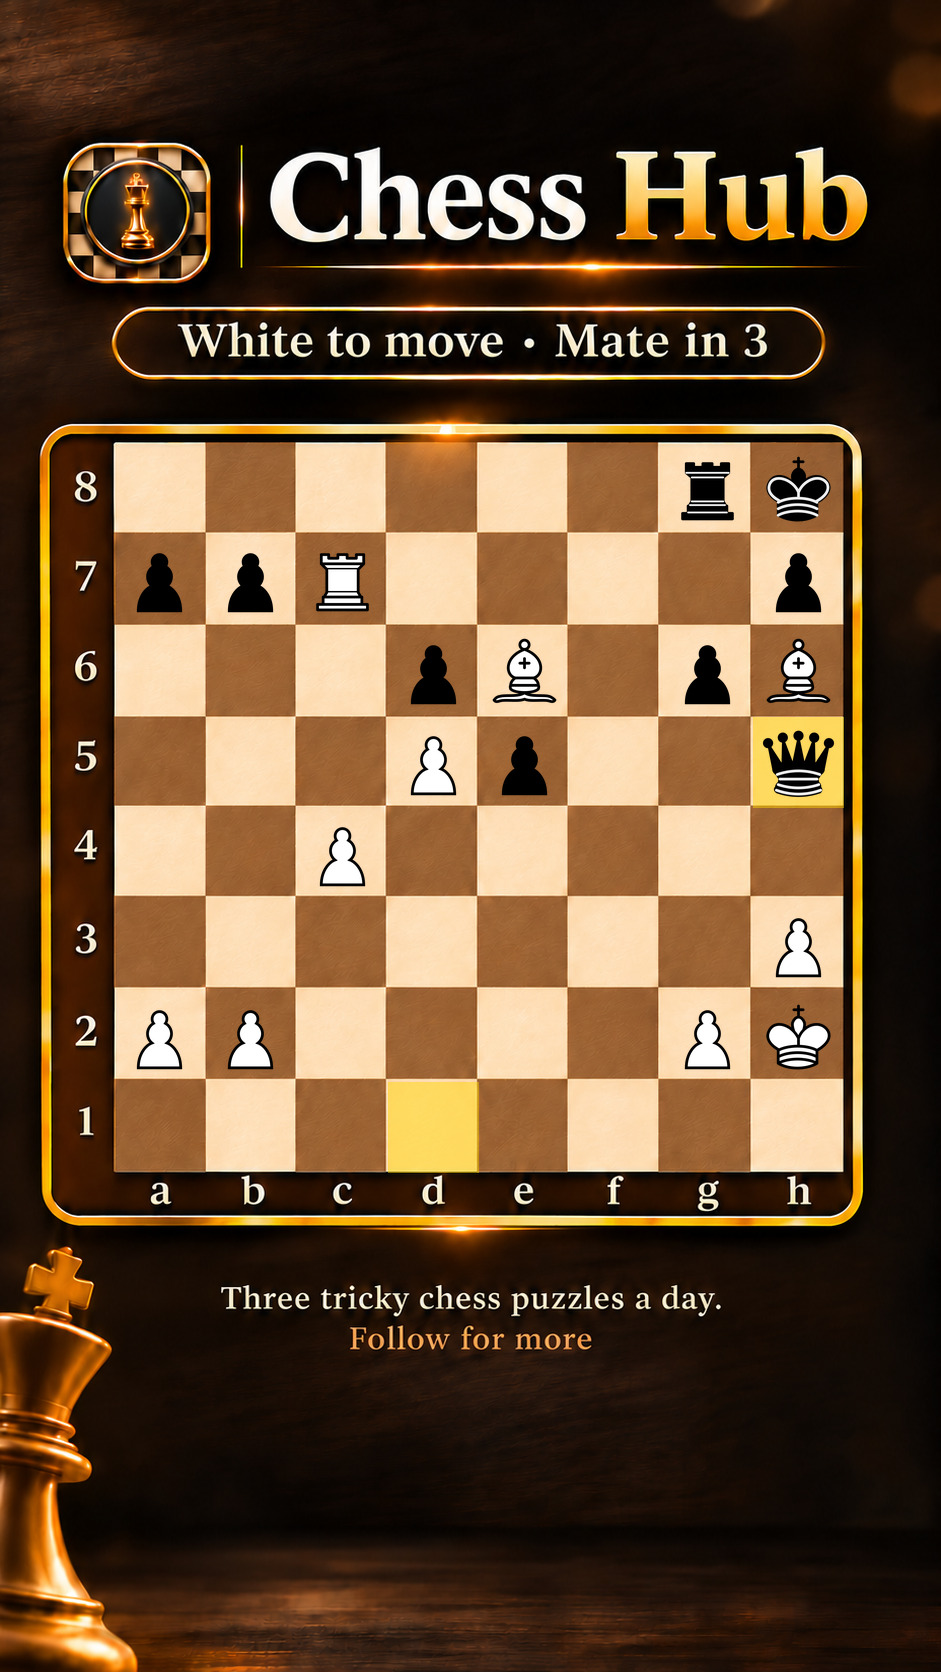 Chess Hub
White to move • Mate in 3
8
7
6
5
4
3
2
1
a b c d e f g h
Three tricky chess puzzles a day.
Follow for more